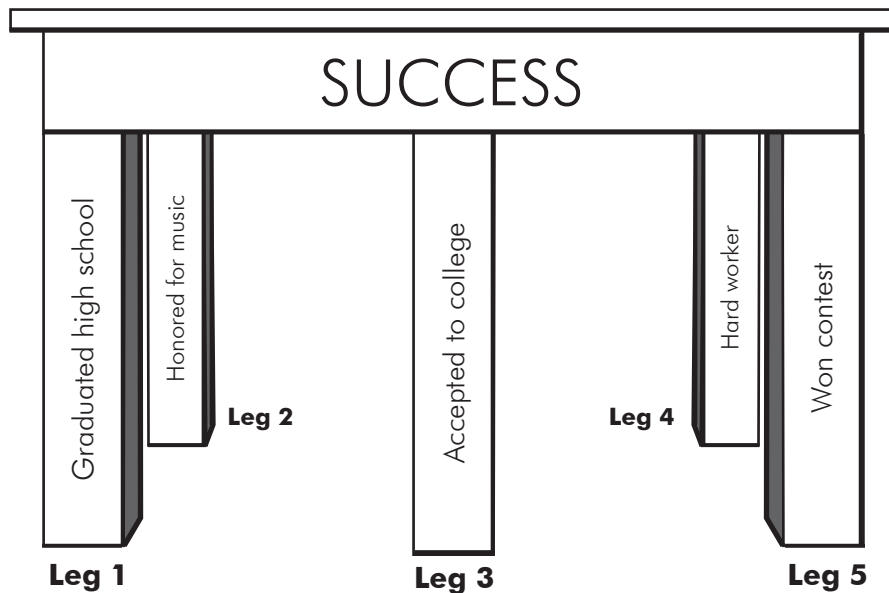 SUCCESS
Graduated high school
Honored for music
Accepted to college
Hard worker
Won contest
Leg 2
Leg 4
Leg 1
Leg 3
Leg 5